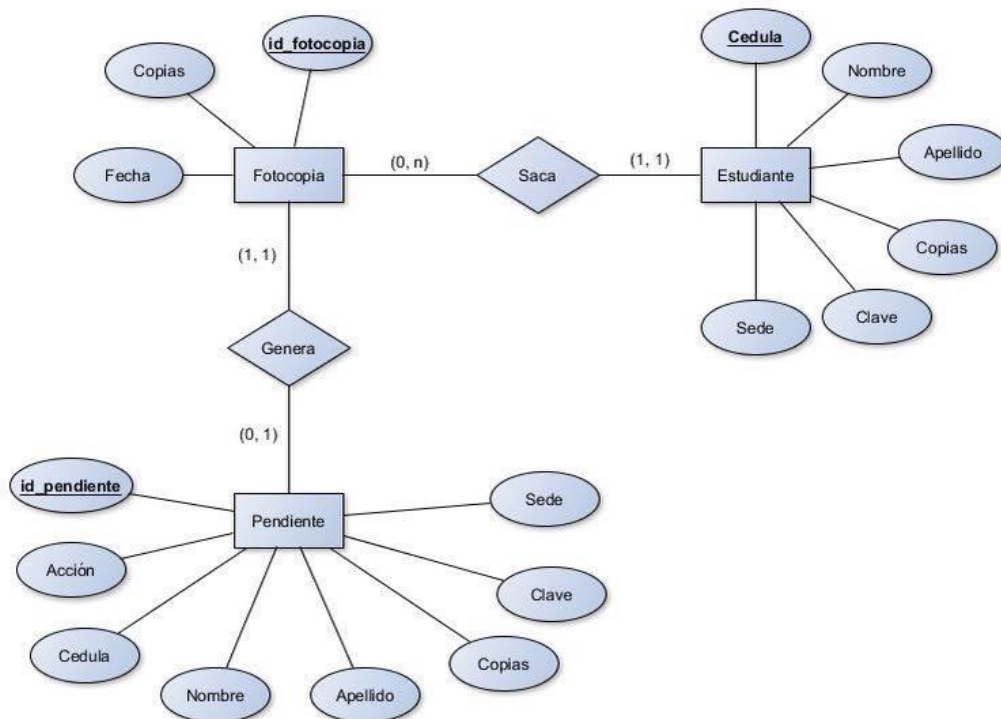 id_fotocopia
Cedula
Copias
Nombre
Apellido
Fecha
Fotocopia
(0, n)
Saca
(1, 1)
Estudiante
Copias
(1, 1)
Clave
Sede
Genera
(0, 1)
id_pendiente
Sede
Pendiente
Acción
Clave
Cedula
Copias
Nombre
Apellido